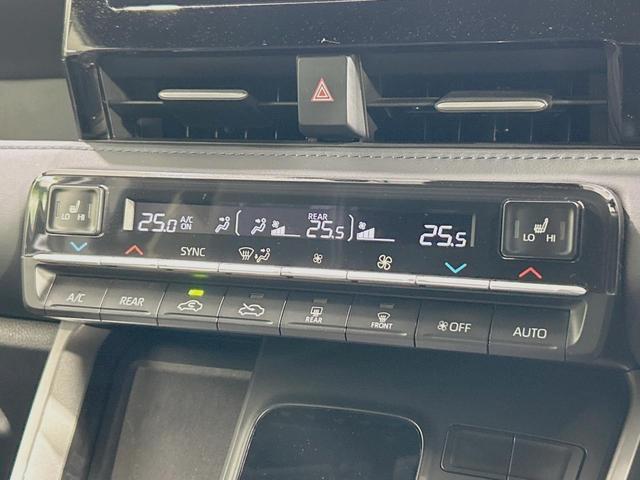 LO HI
25.0 A/C ON
REAR 25.5
25.5
LO HI
SYNC
A/C
REAR
REAR
FRONT
OFF
AUTO